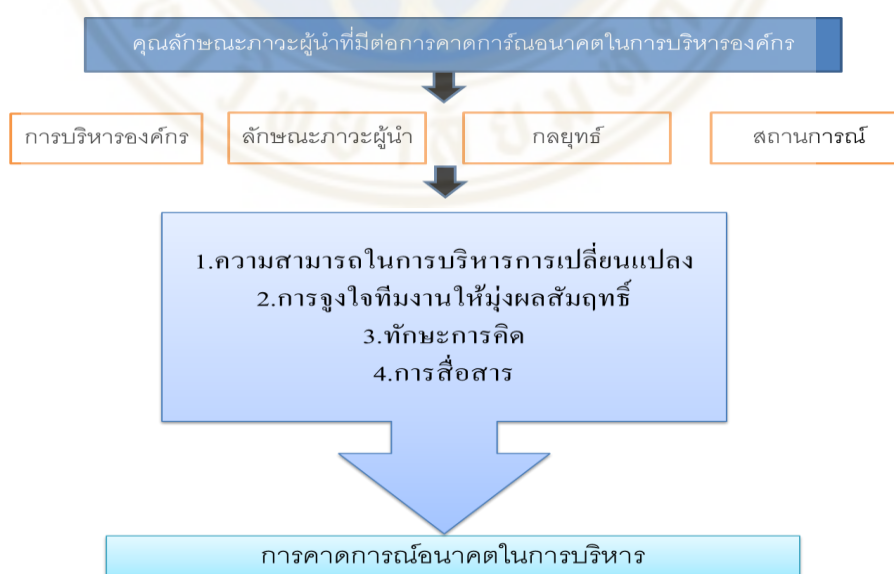 คุณลักษณะภาวะผู้นำที่มีต่อการคาดการ์ณอนาคตในการบริหารองค์กร
การบริหารองค์กร
ลักษณะภาวะผู้นำ
กลยุทธ์
สถานการณ์
1.ความสามารถในการบริหารการเปลี่ยนแปลง
2.การจูงใจทีมงานให้มุ่งผลสัมฤทธิ์
3.ทักษะการคิด
4.การสื่อสาร
การคาดการณ์อนาคตในการบริหาร